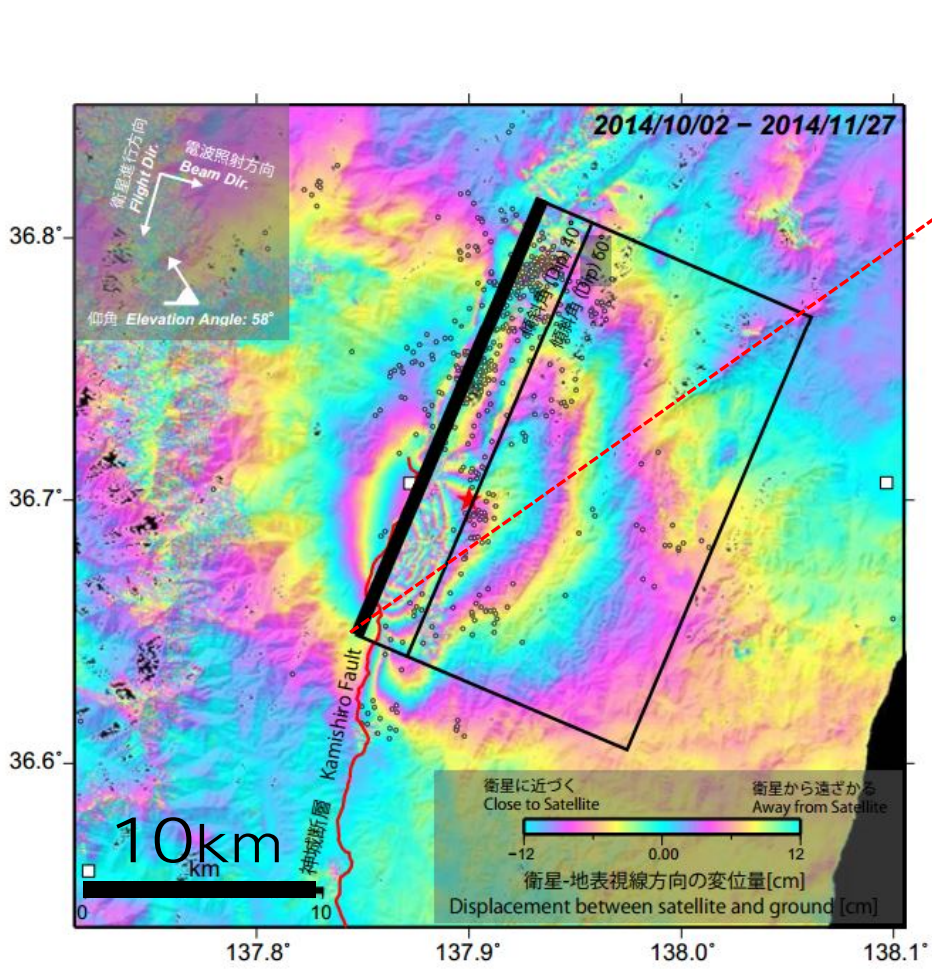 2014/10/02 − 2014/11/27
衛星進行方向
Flight Dir.
電波照射方向
Beam Dir.
仰角 Elevation Angle: 58°
36.8°
36.7°
36.6°
傾斜角 (Dip) 40°
傾斜角 (Dip) 60°
神城断層 Kamishiro Fault
10km
km
0 10
衛星に近づく
Close to Satellite
衛星から遠ざかる
Away from Satellite
−12 0.00 12
衛星-地表視線方向の変位量[cm]
Displacement between satellite and ground [cm]
137.8° 137.9° 138.0° 138.1°